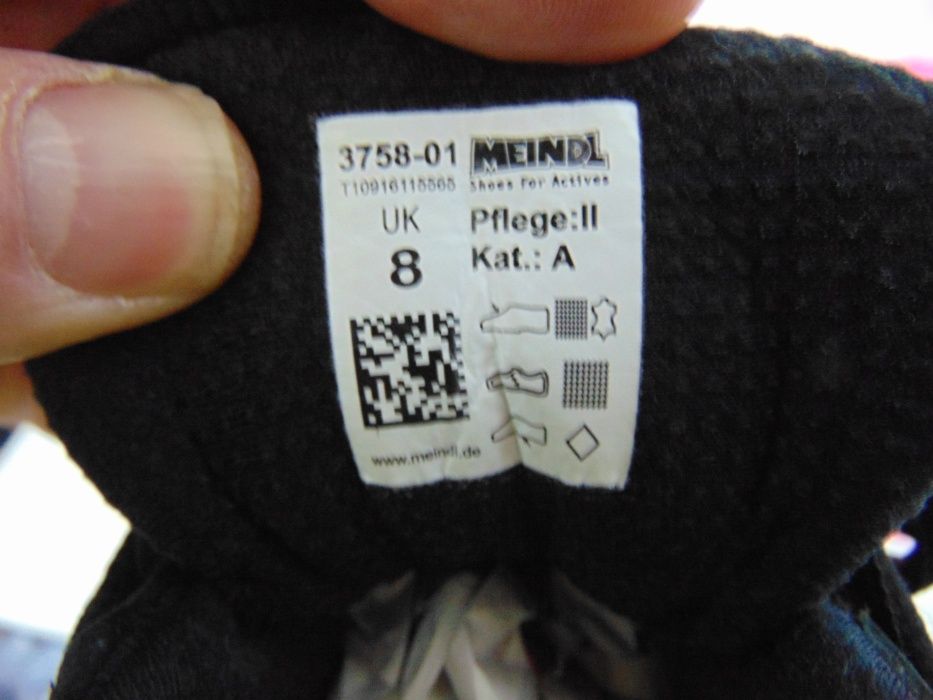 3758-01
T10916115565
UK
8
MEINDL
Shoes For Actives
Pflege:II
Kat.: A
www.meindl.de